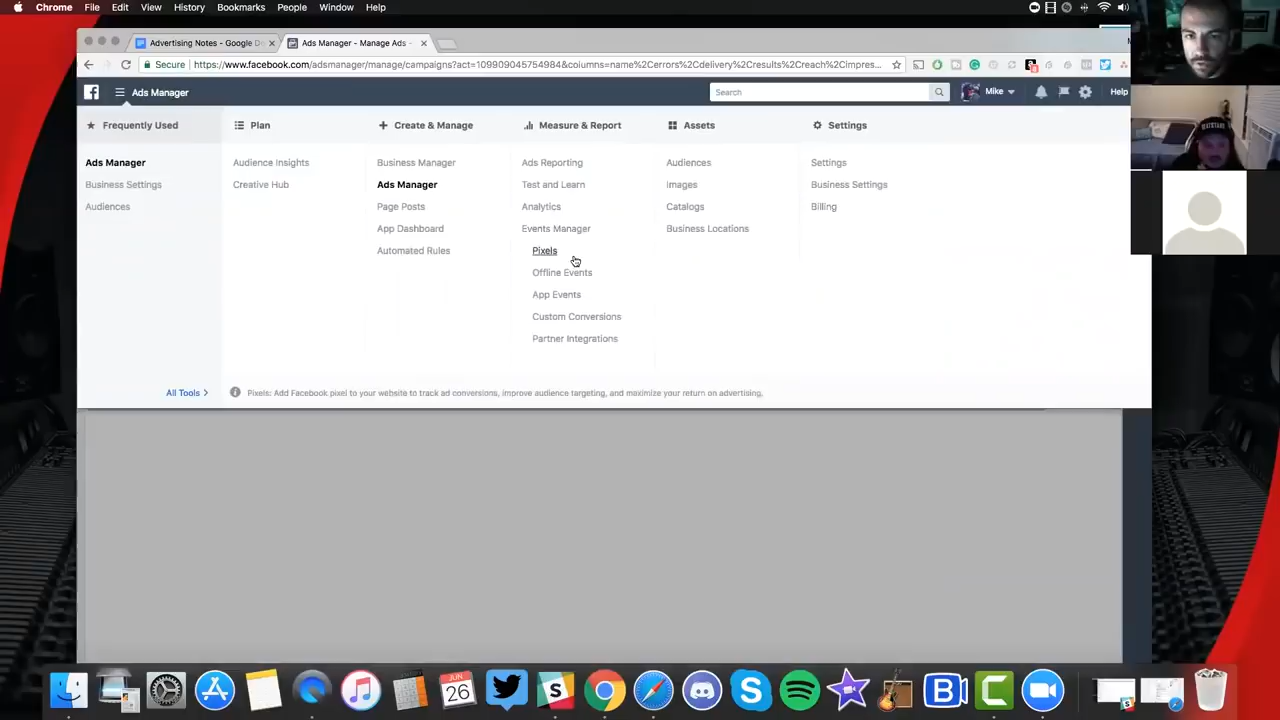 Chrome File Edit View History Bookmarks People Window Help
Advertising Notes - Google D
Ads Manager - Manage Ads -
Secure https://www.facebook.com/adsmanager/manage/campaigns?act=109909045754984&columns=name%2Cerrors%2Cdelivery%2Cresults%2Creach%2Cimpres...
Ads Manager
Search
Mike
Help
Frequently Used
Ads Manager
Business Settings
Audiences
All Tools
Plan
Audience Insights
Creative Hub
Create & Manage
Business Manager
Ads Manager
Page Posts
App Dashboard
Automated Rules
Measure & Report
Ads Reporting
Test and Learn
Analytics
Events Manager
Pixels
Offline Events
App Events
Custom Conversions
Partner Integrations
Assets
Audiences
Images
Catalogs
Business Locations
Settings
Settings
Business Settings
Billing
Pixels: Add Facebook pixel to your website to track ad conversions, improve audience targeting, and maximize your return on advertising.
JUN
26